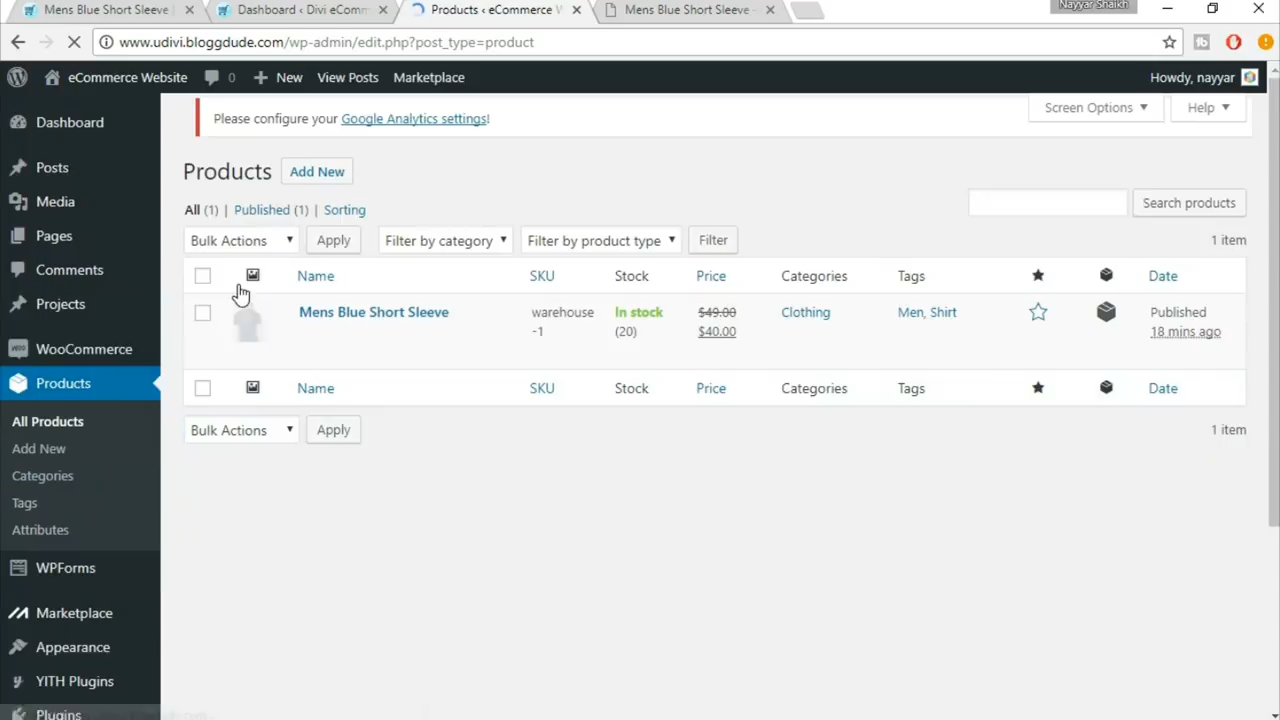 Nayyar Shaikh
Mens Blue Short Sleeve |
Dashboard ‹ Divi eComm
Products ‹ eCommerce W
Mens Blue Short Sleeve –
www.udivi.bloggdude.com/wp-admin/edit.php?post_type=product
eCommerce Website
0
New
View Posts
Marketplace
Howdy, nayyar
Dashboard
Posts
Media
Pages
Comments
Projects
WooCommerce
Products
All Products
Add New
Categories
Tags
Attributes
WPForms
Marketplace
Appearance
YITH Plugins
Plugins
Please configure your Google Analytics settings!
Screen Options
Help
Products
Add New
All (1) | Published (1) | Sorting
Search products
Bulk Actions
Apply
Filter by category
Filter by product type
Filter
1 item
Name
SKU
Stock
Price
Categories
Tags
Date
Mens Blue Short Sleeve
warehouse
-1
In stock
(20)
$49.00
$40.00
Clothing
Men, Shirt
Published
18 mins ago
Name
SKU
Stock
Price
Categories
Tags
Date
Bulk Actions
Apply
1 item